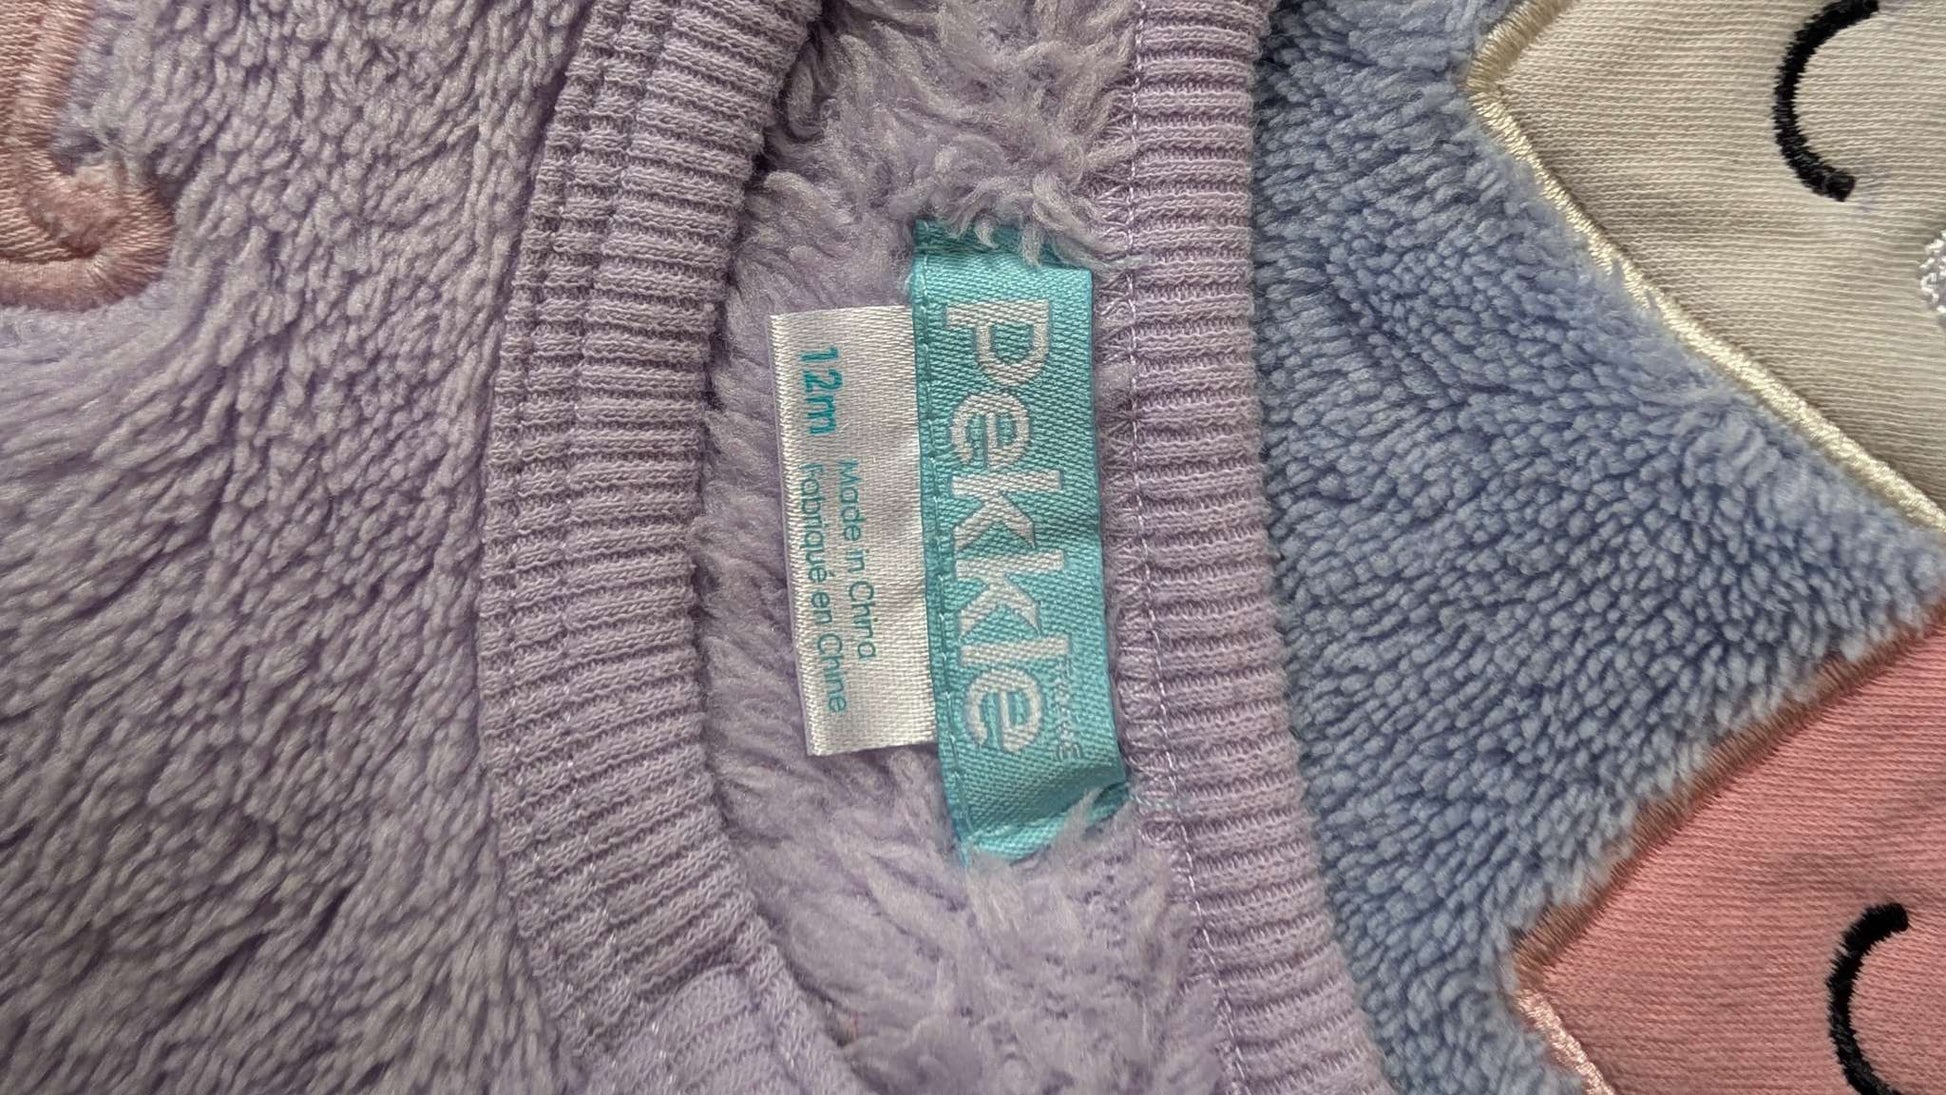 Pekkle
12m
Made in China
Fabriqué en Chine